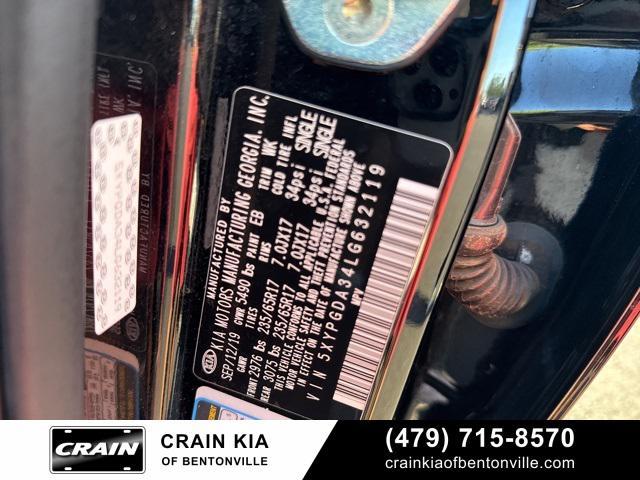 KIA MANUFACTURED BY
KIA MOTORS MANUFACTURING GEORGIA, INC.
SEP/12/19 GVWR 5490 lbs PAINT EB TRIM WK
GAWR TIRES RIMS COLD TIRE INFL
FRONT 2976 lbs 235/65R17 7.0JX17 34psi SINGLE
REAR 3075 lbs 235/65R17 7.0JX17 34psi SINGLE
THIS VEHICLE CONFORMS TO ALL APPLICABLE U.S.A. FEDERAL
MOTOR VEHICLE SAFETY AND THEFT PREVENTION STANDARDS
IN EFFECT ON THE DATE OF MANUFACTURE SHOWN ABOVE
VIN 5XYPGDA34LG632119
MPV
CRAIN
CRAIN KIA
OF BENTONVILLE
(479) 715-8570
crainkiaofbentonville.com